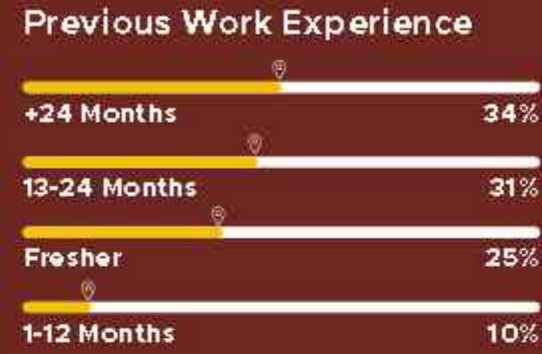 Previous Work Experience
+24 Months 34%
13-24 Months 31%
Fresher 25%
1-12 Months 10%